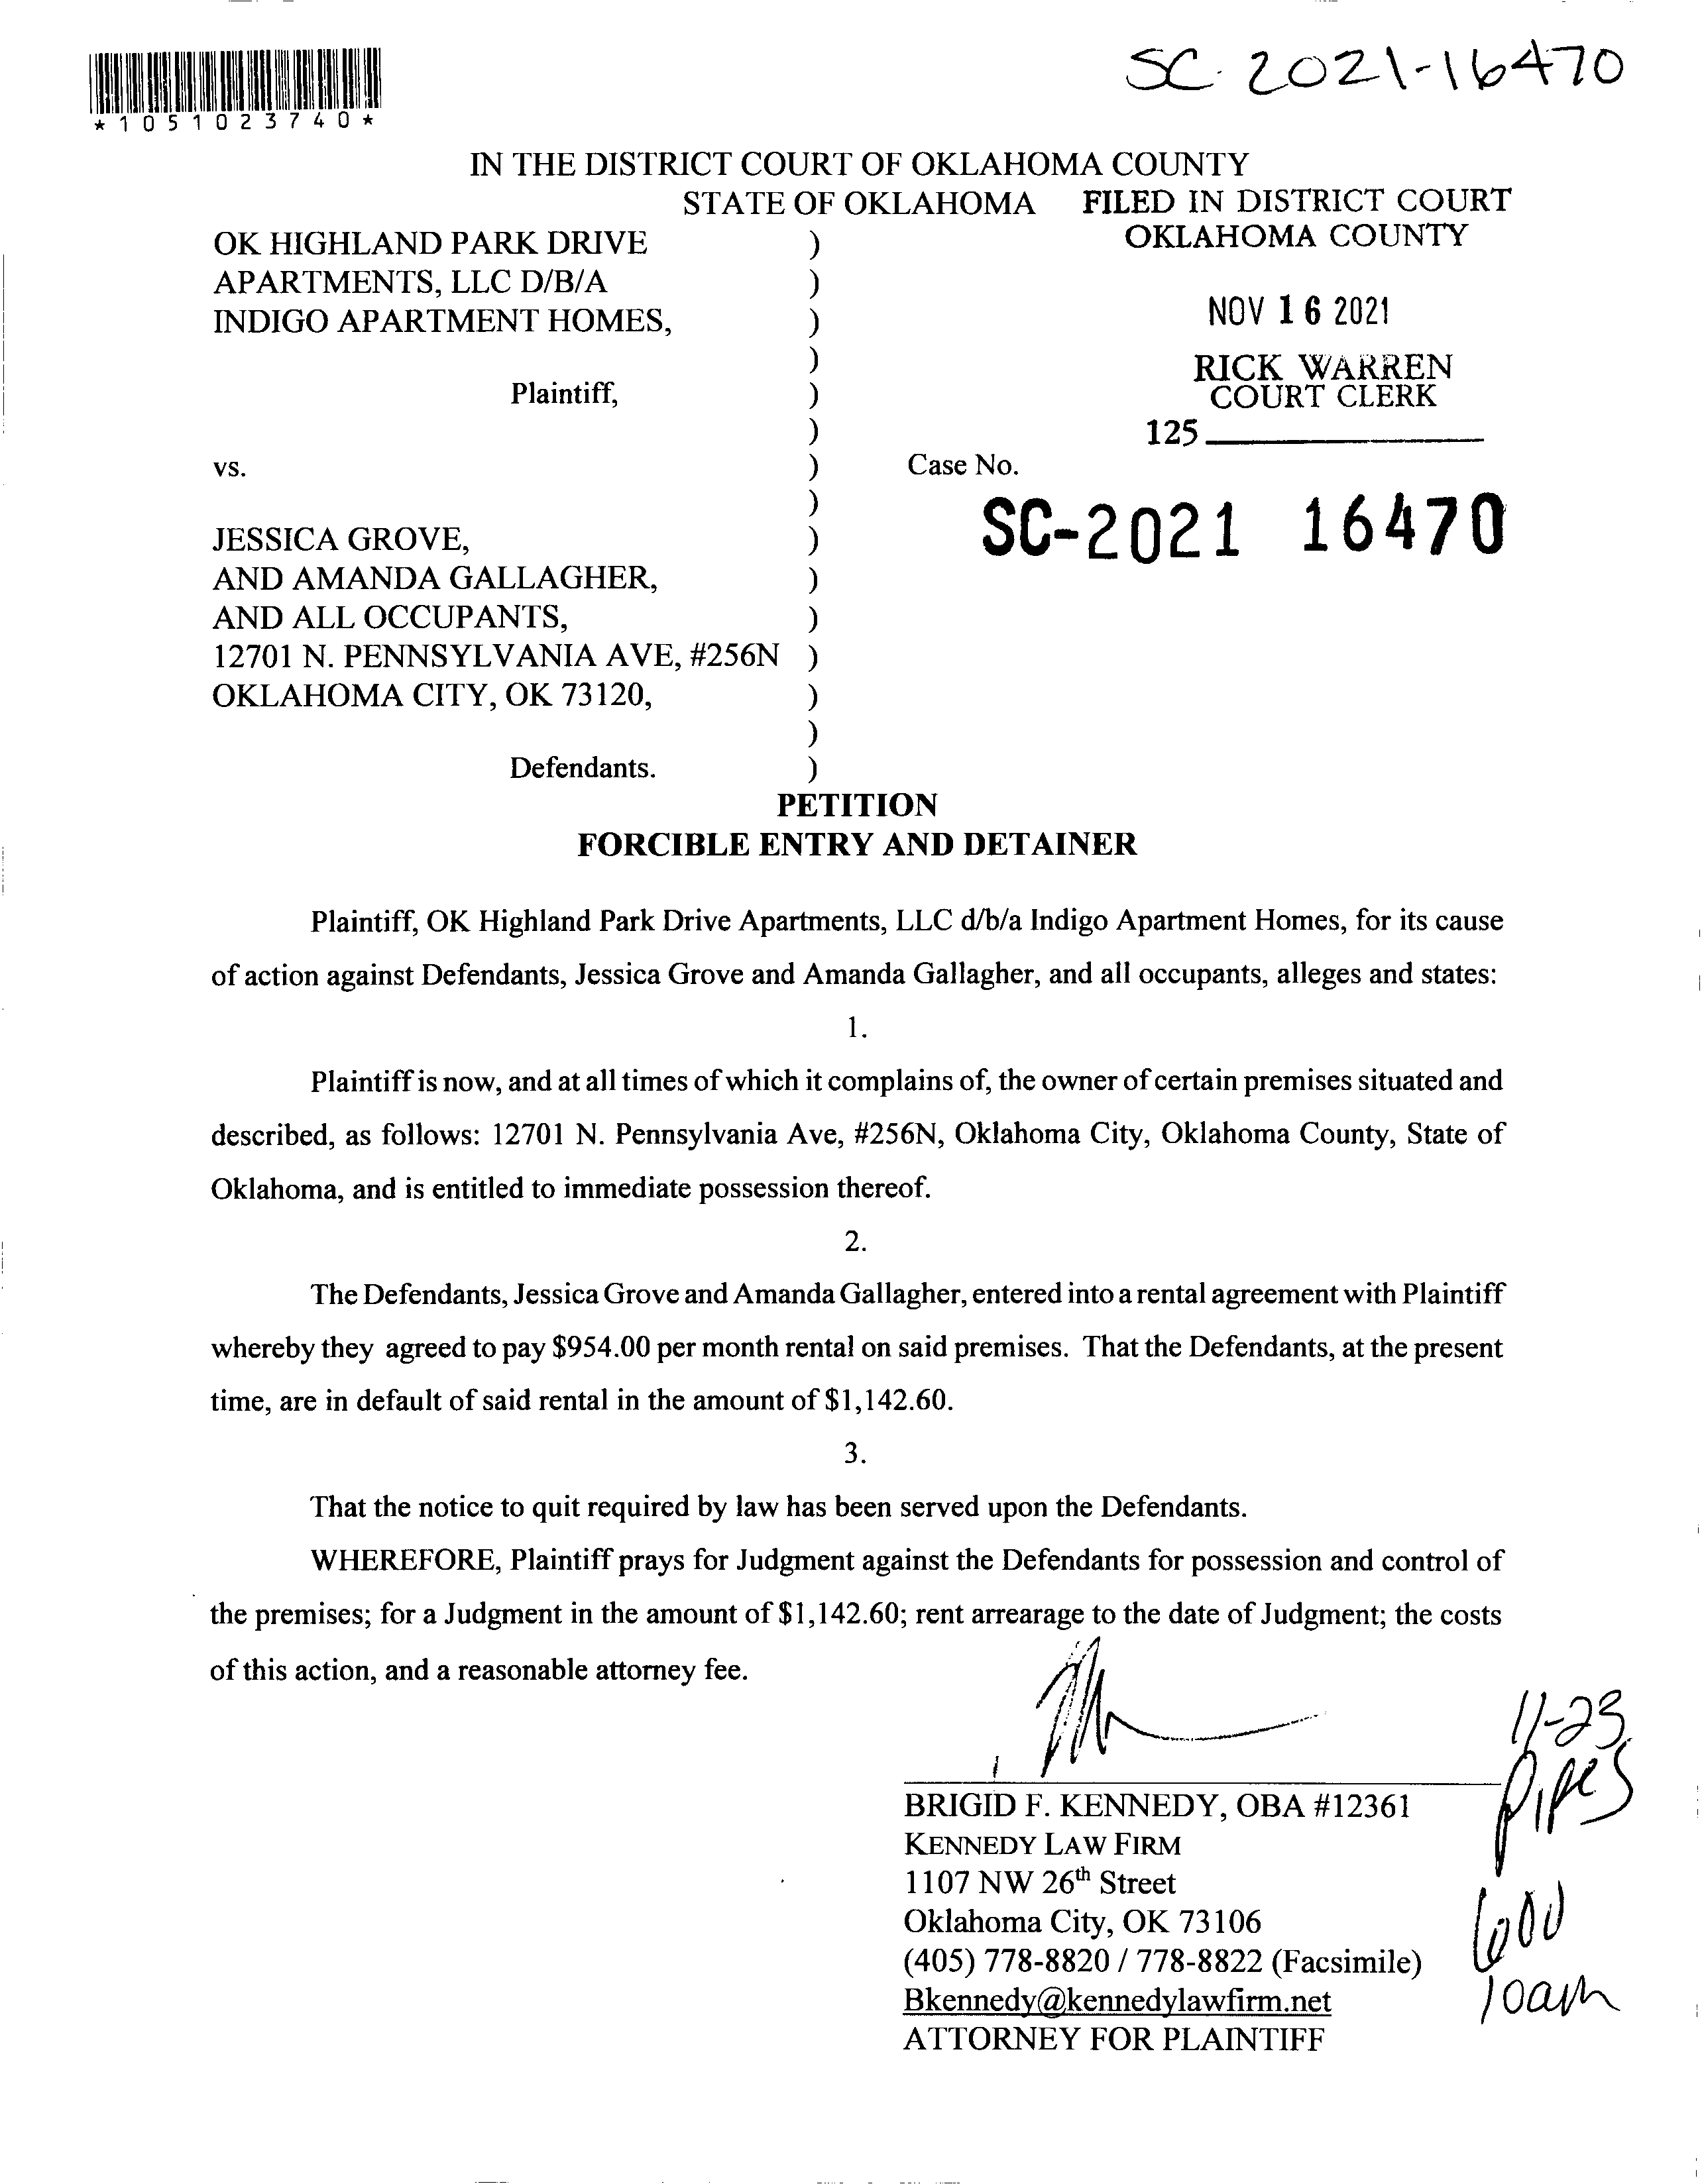 SC-2021-16470
*1051023740*
IN THE DISTRICT COURT OF OKLAHOMA COUNTY
STATE OF OKLAHOMA
FILED IN DISTRICT COURT
OKLAHOMA COUNTY
NOV 16 2021
RICK WARREN
COURT CLERK
125
OK HIGHLAND PARK DRIVE )
APARTMENTS, LLC D/B/A )
INDIGO APARTMENT HOMES, )
)
Plaintiff, )
)
vs. ) Case No.
)
SC-2021 16470
JESSICA GROVE, )
AND AMANDA GALLAGHER, )
AND ALL OCCUPANTS, )
12701 N. PENNSYLVANIA AVE, #256N )
OKLAHOMA CITY, OK 73120, )
)
Defendants. )
PETITION
FORCIBLE ENTRY AND DETAINER
Plaintiff, OK Highland Park Drive Apartments, LLC d/b/a Indigo Apartment Homes, for its cause
of action against Defendants, Jessica Grove and Amanda Gallagher, and all occupants, alleges and states:
1.
Plaintiff is now, and at all times of which it complains of, the owner of certain premises situated and
described, as follows: 12701 N. Pennsylvania Ave, #256N, Oklahoma City, Oklahoma County, State of
Oklahoma, and is entitled to immediate possession thereof.
2.
The Defendants, Jessica Grove and Amanda Gallagher, entered into a rental agreement with Plaintiff
whereby they agreed to pay $954.00 per month rental on said premises. That the Defendants, at the present
time, are in default of said rental in the amount of $1,142.60.
3.
That the notice to quit required by law has been served upon the Defendants.
WHEREFORE, Plaintiff prays for Judgment against the Defendants for possession and control of
the premises; for a Judgment in the amount of $1,142.60; rent arrearage to the date of Judgment; the costs
of this action, and a reasonable attorney fee.
BRIGID F. KENNEDY, OBA #12361
KENNEDY LAW FIRM
1107 NW 26th Street
Oklahoma City, OK 73106
(405) 778-8820 / 778-8822 (Facsimile)
Bkennedy@kennedylawfirm.net
ATTORNEY FOR PLAINTIFF
11-23
Pipes
600
10am